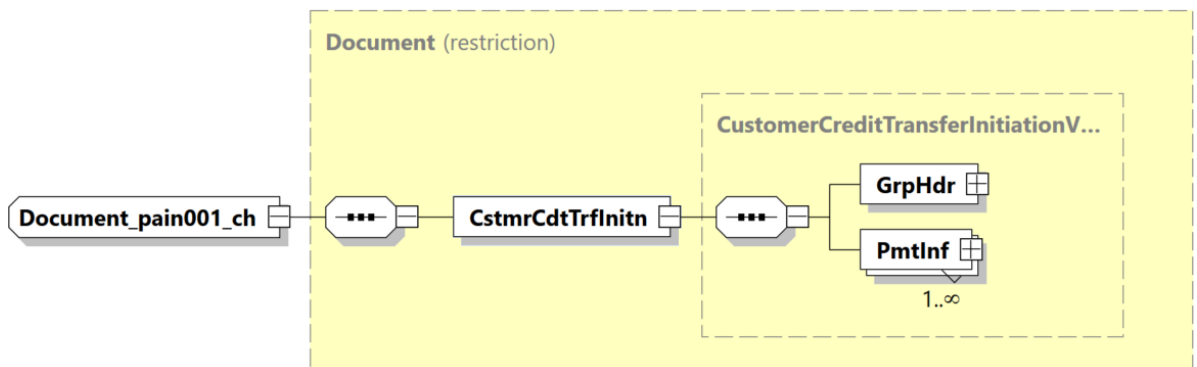 Document (restriction)
CustomerCreditTransferInitiationV...
GrpHdr
Document_pain001_ch
CstmrCdtTrfInitn
PmtInf
1..∞